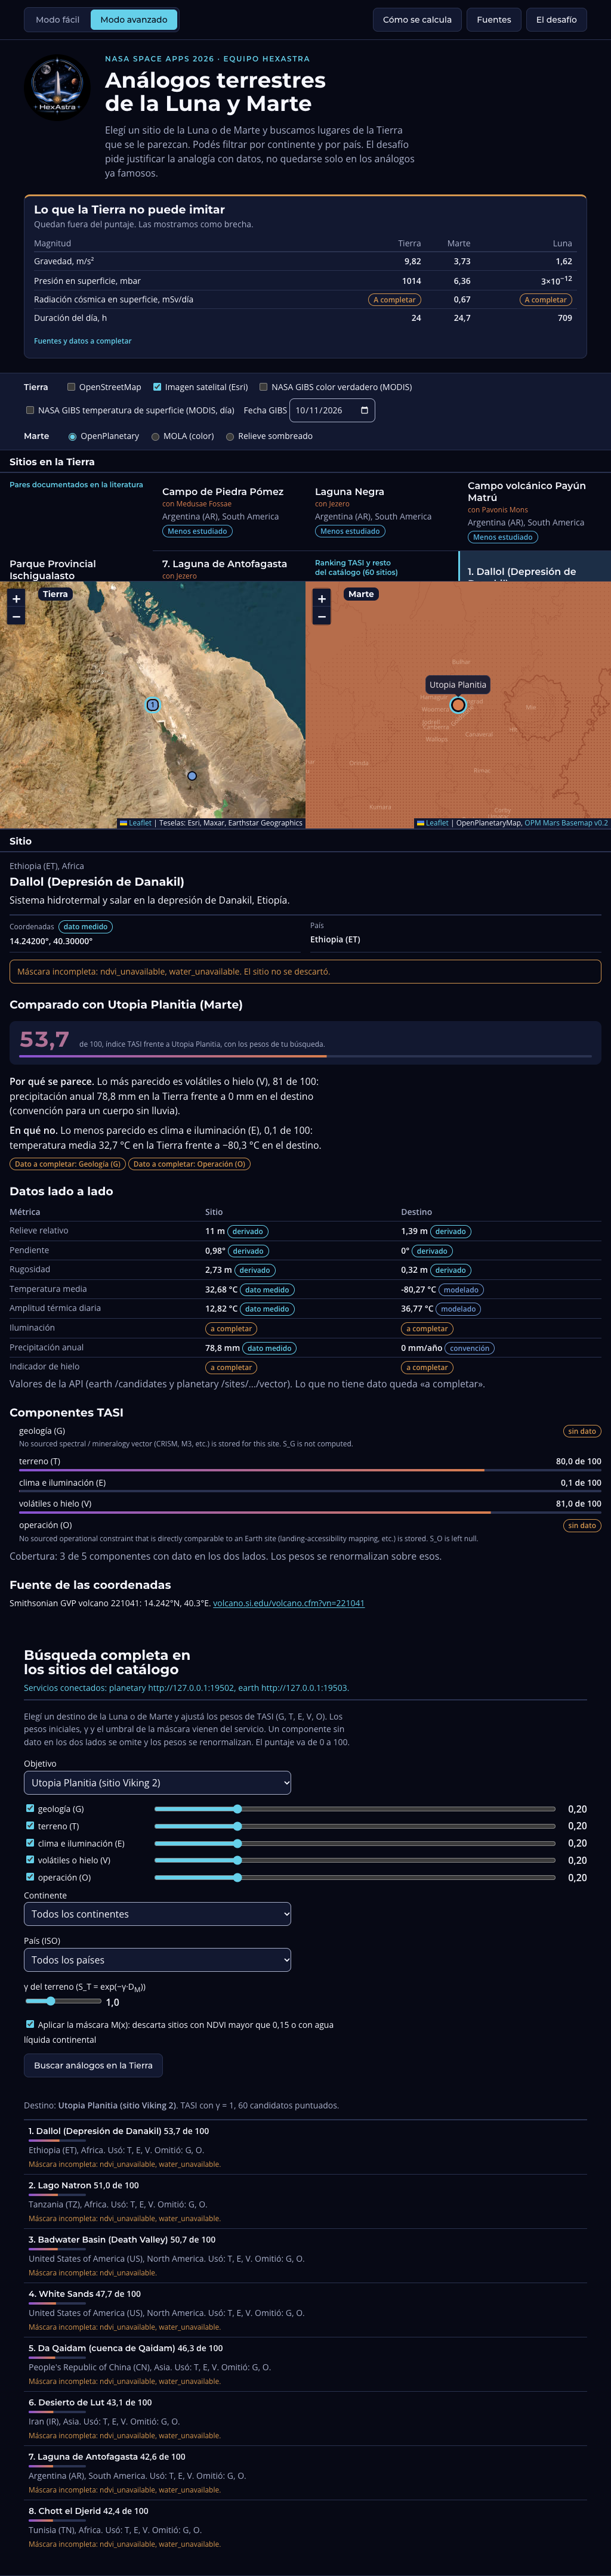 Modo fácil
Modo avanzado
Cómo se calcula
Fuentes
El desafío
NASA SPACE APPS 2026 · EQUIPO HEXASTRA
Análogos terrestres
de la Luna y Marte
HexAstra
Elegí un sitio de la Luna o de Marte y buscamos lugares de la Tierra
que se le parezcan. Podés filtrar por continente y por país. El desafío
pide justificar la analogía con datos, no quedarse solo en los análogos
ya famosos.
Lo que la Tierra no puede imitar
Quedan fuera del puntaje. Las mostramos como brecha.
Magnitud Tierra Marte Luna
Gravedad, m/s² 9,82 3,73 1,62
Presión en superficie, mbar 1014 6,36 3×10⁻¹²
Radiación cósmica en superficie, mSv/día A completar 0,67 A completar
Duración del día, h 24 24,7 709
Fuentes y datos a completar
Tierra OpenStreetMap Imagen satelital (Esri) NASA GIBS color verdadero (MODIS)
NASA GIBS temperatura de superficie (MODIS, día) Fecha GIBS 10/11/2026
Marte OpenPlanetary MOLA (color) Relieve sombreado
Sitios en la Tierra
Pares documentados en la literatura
Campo de Piedra Pómez
con Medusae Fossae
Argentina (AR), South America
Menos estudiado
Laguna Negra
con Jezero
Argentina (AR), South America
Menos estudiado
Campo volcánico Payún
Matrú
con Pavonis Mons
Argentina (AR), South America
Menos estudiado
Parque Provincial
Ischigualasto
7. Laguna de Antofagasta
con Jezero
Ranking TASI y resto
del catálogo (60 sitios)
1. Dallol (Depresión de
+
−
Tierra
1
Leaflet | Teselas: Esri, Maxar, Earthstar Geographics
+
−
Marte
Utopia Planitia
Kumara
Leaflet | OpenPlanetaryMap, OPM Mars Basemap v0.2
Sitio
Ethiopia (ET), Africa
Dallol (Depresión de Danakil)
Sistema hidrotermal y salar en la depresión de Danakil, Etiopía.
Coordenadas dato medido
14.24200°, 40.30000°
País
Ethiopia (ET)
Máscara incompleta: ndvi_unavailable, water_unavailable. El sitio no se descartó.
Comparado con Utopia Planitia (Marte)
53,7 de 100, índice TASI frente a Utopia Planitia, con los pesos de tu búsqueda.
Por qué se parece. Lo más parecido es volátiles o hielo (V), 81 de 100:
precipitación anual 78,8 mm en la Tierra frente a 0 mm en el destino
(convención para un cuerpo sin lluvia).
En qué no. Lo menos parecido es clima e iluminación (E), 0,1 de 100:
temperatura media 32,7 °C en la Tierra frente a −80,3 °C en el destino.
Dato a completar: Geología (G) Dato a completar: Operación (O)
Datos lado a lado
Métrica Sitio Destino
Relieve relativo 11 m derivado 1,39 m derivado
Pendiente 0,98° derivado 0° derivado
Rugosidad 2,73 m derivado 0,32 m derivado
Temperatura media 32,68 °C dato medido -80,27 °C modelado
Amplitud térmica diaria 12,82 °C dato medido 36,77 °C modelado
Iluminación a completar a completar
Precipitación anual 78,8 mm dato medido 0 mm/año convención
Indicador de hielo a completar a completar
Valores de la API (earth /candidates y planetary /sites/.../vector). Lo que no tiene dato queda «a completar».
Componentes TASI
geología (G) sin dato
No sourced spectral / mineralogy vector (CRISM, M3, etc.) is stored for this site. S_G is not computed.
terreno (T) 80,0 de 100
clima e iluminación (E) 0,1 de 100
volátiles o hielo (V) 81,0 de 100
operación (O) sin dato
No sourced operational constraint that is directly comparable to an Earth site (landing-accessibility mapping, etc.) is stored. S_O is left null.
Cobertura: 3 de 5 componentes con dato en los dos lados. Los pesos se renormalizan sobre esos.
Fuente de las coordenadas
Smithsonian GVP volcano 221041: 14.242°N, 40.3°E. volcano.si.edu/volcano.cfm?vn=221041
Búsqueda completa en
los sitios del catálogo
Servicios conectados: planetary http://127.0.0.1:19502, earth http://127.0.0.1:19503.
Elegí un destino de la Luna o de Marte y ajustá los pesos de TASI (G, T, E, V, O). Los
pesos iniciales, γ y el umbral de la máscara vienen del servicio. Un componente sin
dato en los dos lados se omite y los pesos se renormalizan. El puntaje va de 0 a 100.
Objetivo
Utopia Planitia (sitio Viking 2)
geología (G) 0,20
terreno (T) 0,20
clima e iluminación (E) 0,20
volátiles o hielo (V) 0,20
operación (O) 0,20
Continente
Todos los continentes
País (ISO)
Todos los países
γ del terreno (S_T = exp(−γ·D_M))
1,0
Aplicar la máscara M(x): descarta sitios con NDVI mayor que 0,15 o con agua
líquida continental
Buscar análogos en la Tierra
Destino: Utopia Planitia (sitio Viking 2). TASI con γ = 1, 60 candidatos puntuados.
1. Dallol (Depresión de Danakil) 53,7 de 100
Ethiopia (ET), Africa. Usó: T, E, V. Omitió: G, O.
Máscara incompleta: ndvi_unavailable, water_unavailable.
2. Lago Natron 51,0 de 100
Tanzania (TZ), Africa. Usó: T, E, V. Omitió: G, O.
Máscara incompleta: ndvi_unavailable, water_unavailable.
3. Badwater Basin (Death Valley) 50,7 de 100
United States of America (US), North America. Usó: T, E, V. Omitió: G, O.
Máscara incompleta: ndvi_unavailable.
4. White Sands 47,7 de 100
United States of America (US), North America. Usó: T, E, V. Omitió: G, O.
Máscara incompleta: ndvi_unavailable, water_unavailable.
5. Da Qaidam (cuenca de Qaidam) 46,3 de 100
People's Republic of China (CN), Asia. Usó: T, E, V. Omitió: G, O.
Máscara incompleta: ndvi_unavailable, water_unavailable.
6. Desierto de Lut 43,1 de 100
Iran (IR), Asia. Usó: T, E, V. Omitió: G, O.
Máscara incompleta: ndvi_unavailable, water_unavailable.
7. Laguna de Antofagasta 42,6 de 100
Argentina (AR), South America. Usó: T, E, V. Omitió: G, O.
Máscara incompleta: ndvi_unavailable, water_unavailable.
8. Chott el Djerid 42,4 de 100
Tunisia (TN), Africa. Usó: T, E, V. Omitió: G, O.
Máscara incompleta: ndvi_unavailable, water_unavailable.